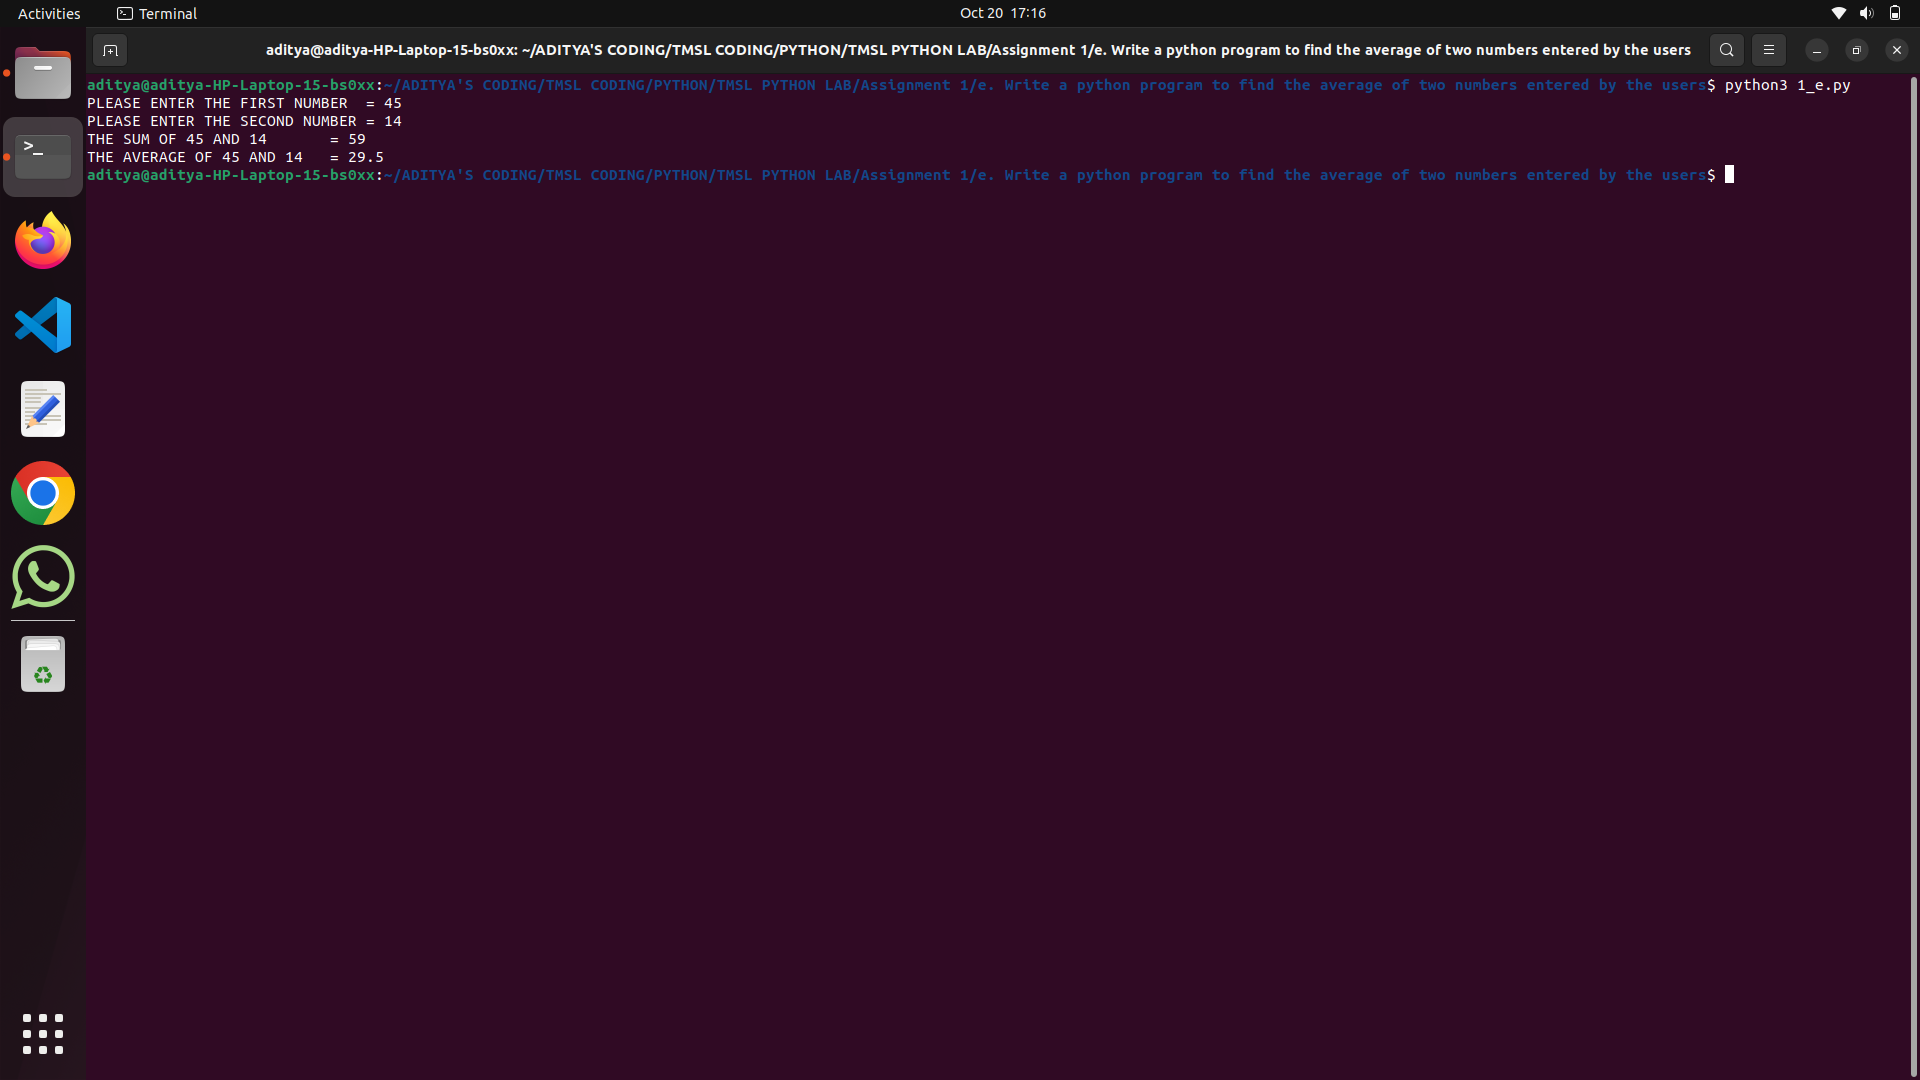 Activities Terminal Oct 20 17:16
aditya@aditya-HP-Laptop-15-bs0xx: ~/ADITYA'S CODING/TMSL CODING/PYTHON/TMSL PYTHON LAB/Assignment 1/e. Write a python program to find the average of two numbers entered by the users
aditya@aditya-HP-Laptop-15-bs0xx:~/ADITYA'S CODING/TMSL CODING/PYTHON/TMSL PYTHON LAB/Assignment 1/e. Write a python program to find the average of two numbers entered by the users$ python3 1_e.py
PLEASE ENTER THE FIRST NUMBER  = 45
PLEASE ENTER THE SECOND NUMBER = 14
THE SUM OF 45 AND 14       = 59
THE AVERAGE OF 45 AND 14   = 29.5
aditya@aditya-HP-Laptop-15-bs0xx:~/ADITYA'S CODING/TMSL CODING/PYTHON/TMSL PYTHON LAB/Assignment 1/e. Write a python program to find the average of two numbers entered by the users$